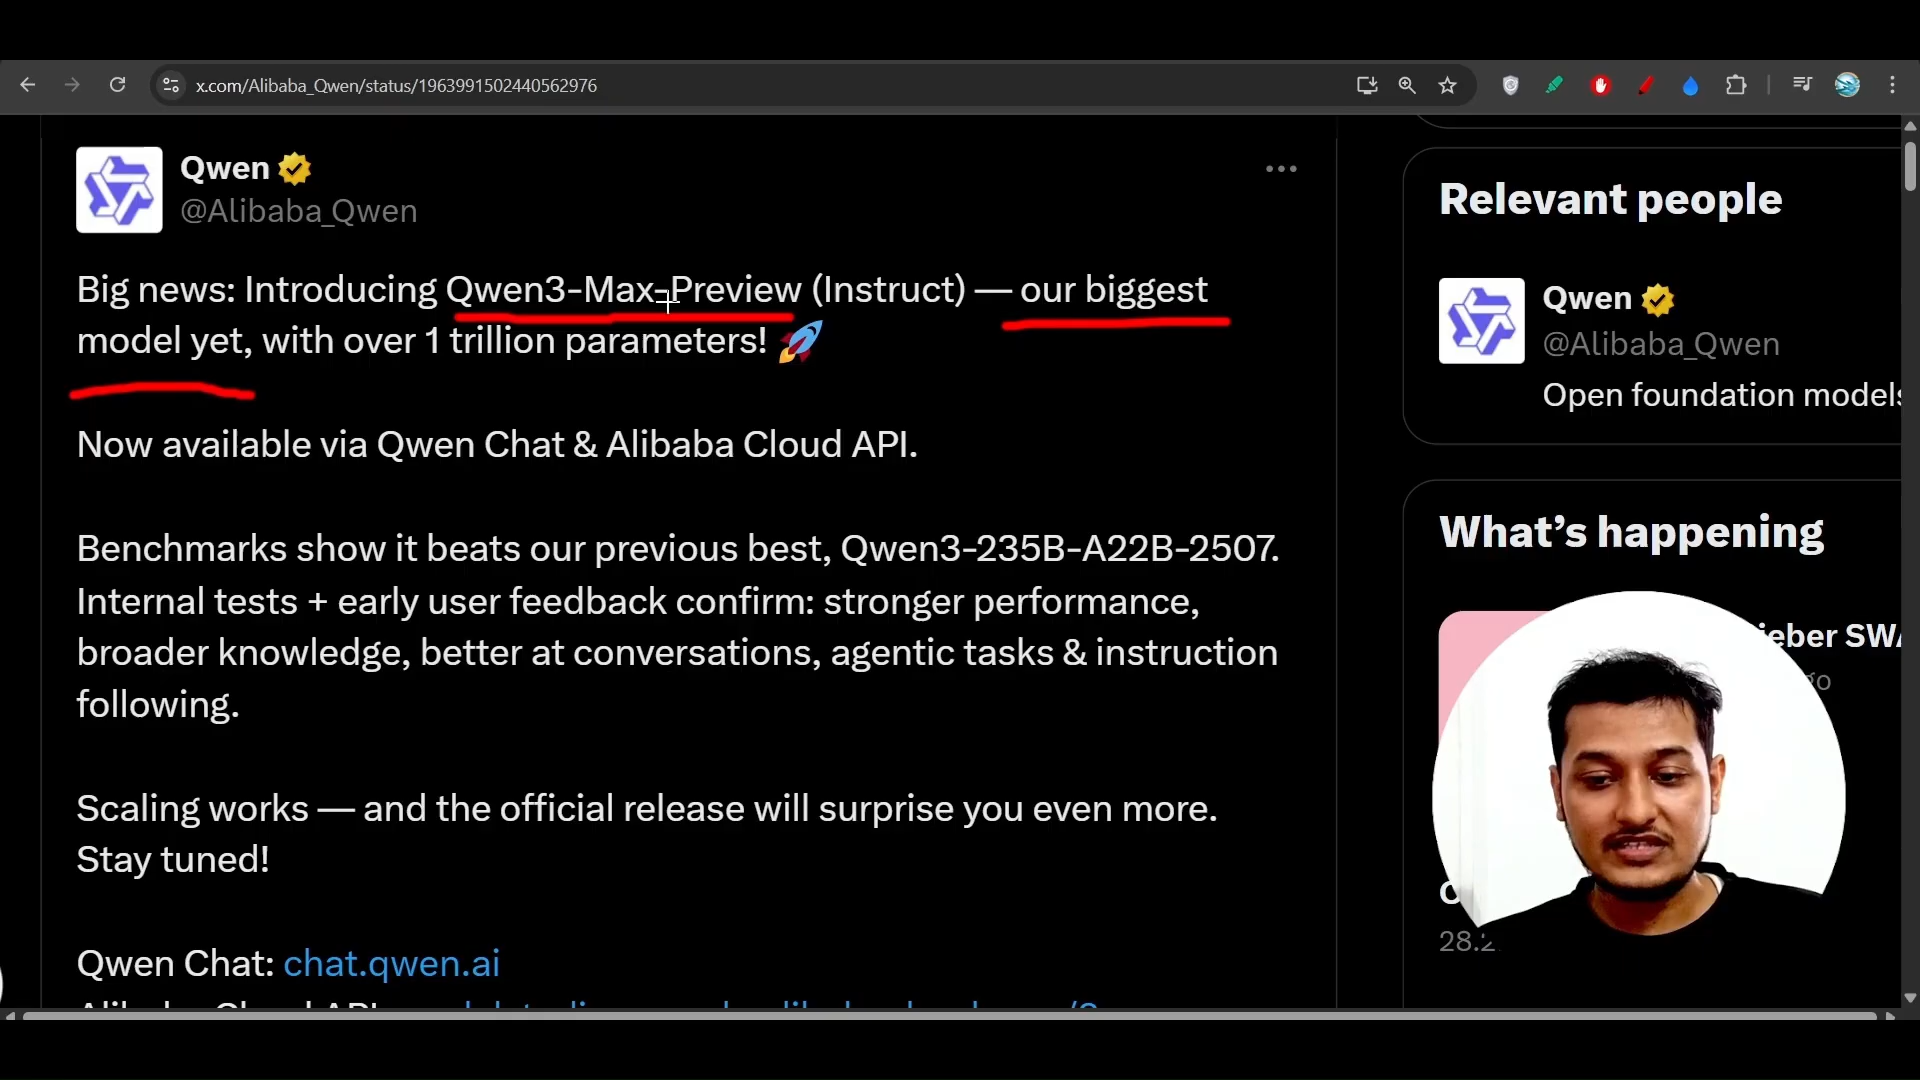 x.com/Alibaba_Qwen/status/1963991502440562976
Qwen
@Alibaba_Qwen
Big news: Introducing Qwen3-Max-Preview (Instruct) — our biggest
model yet, with over 1 trillion parameters! 🚀
Now available via Qwen Chat & Alibaba Cloud API.
Benchmarks show it beats our previous best, Qwen3-235B-A22B-2507.
Internal tests + early user feedback confirm: stronger performance,
broader knowledge, better at conversations, agentic tasks & instruction
following.
Scaling works — and the official release will surprise you even more.
Stay tuned!
Qwen Chat: chat.qwen.ai
Relevant people
Qwen
@Alibaba_Qwen
Open foundation models
What's happening